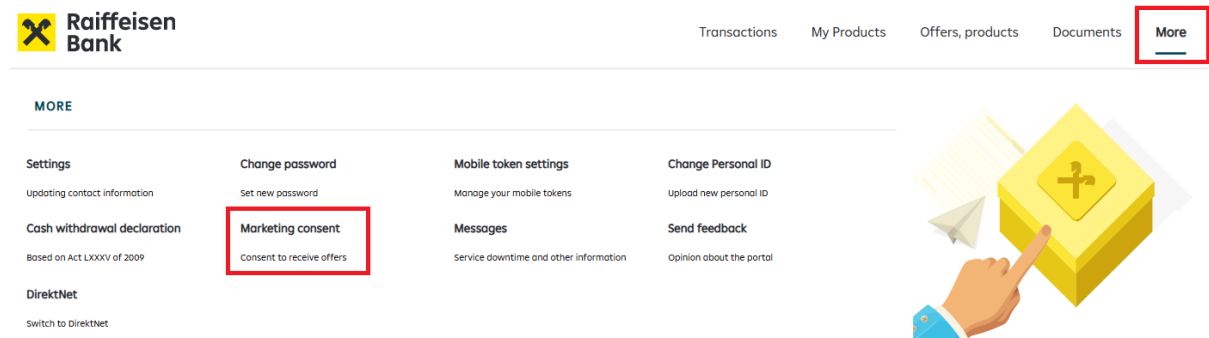 Raiffeisen
Bank
Transactions My Products Offers, products Documents More
MORE
Settings Change password Mobile token settings Change Personal ID
Updating contact information Set new password Manage your mobile tokens Upload new personal ID
Cash withdrawal declaration Marketing consent Messages Send feedback
Based on Act LXXXV of 2009 Consent to receive offers Service downtime and other information Opinion about the portal
DirektNet
Switch to DirektNet